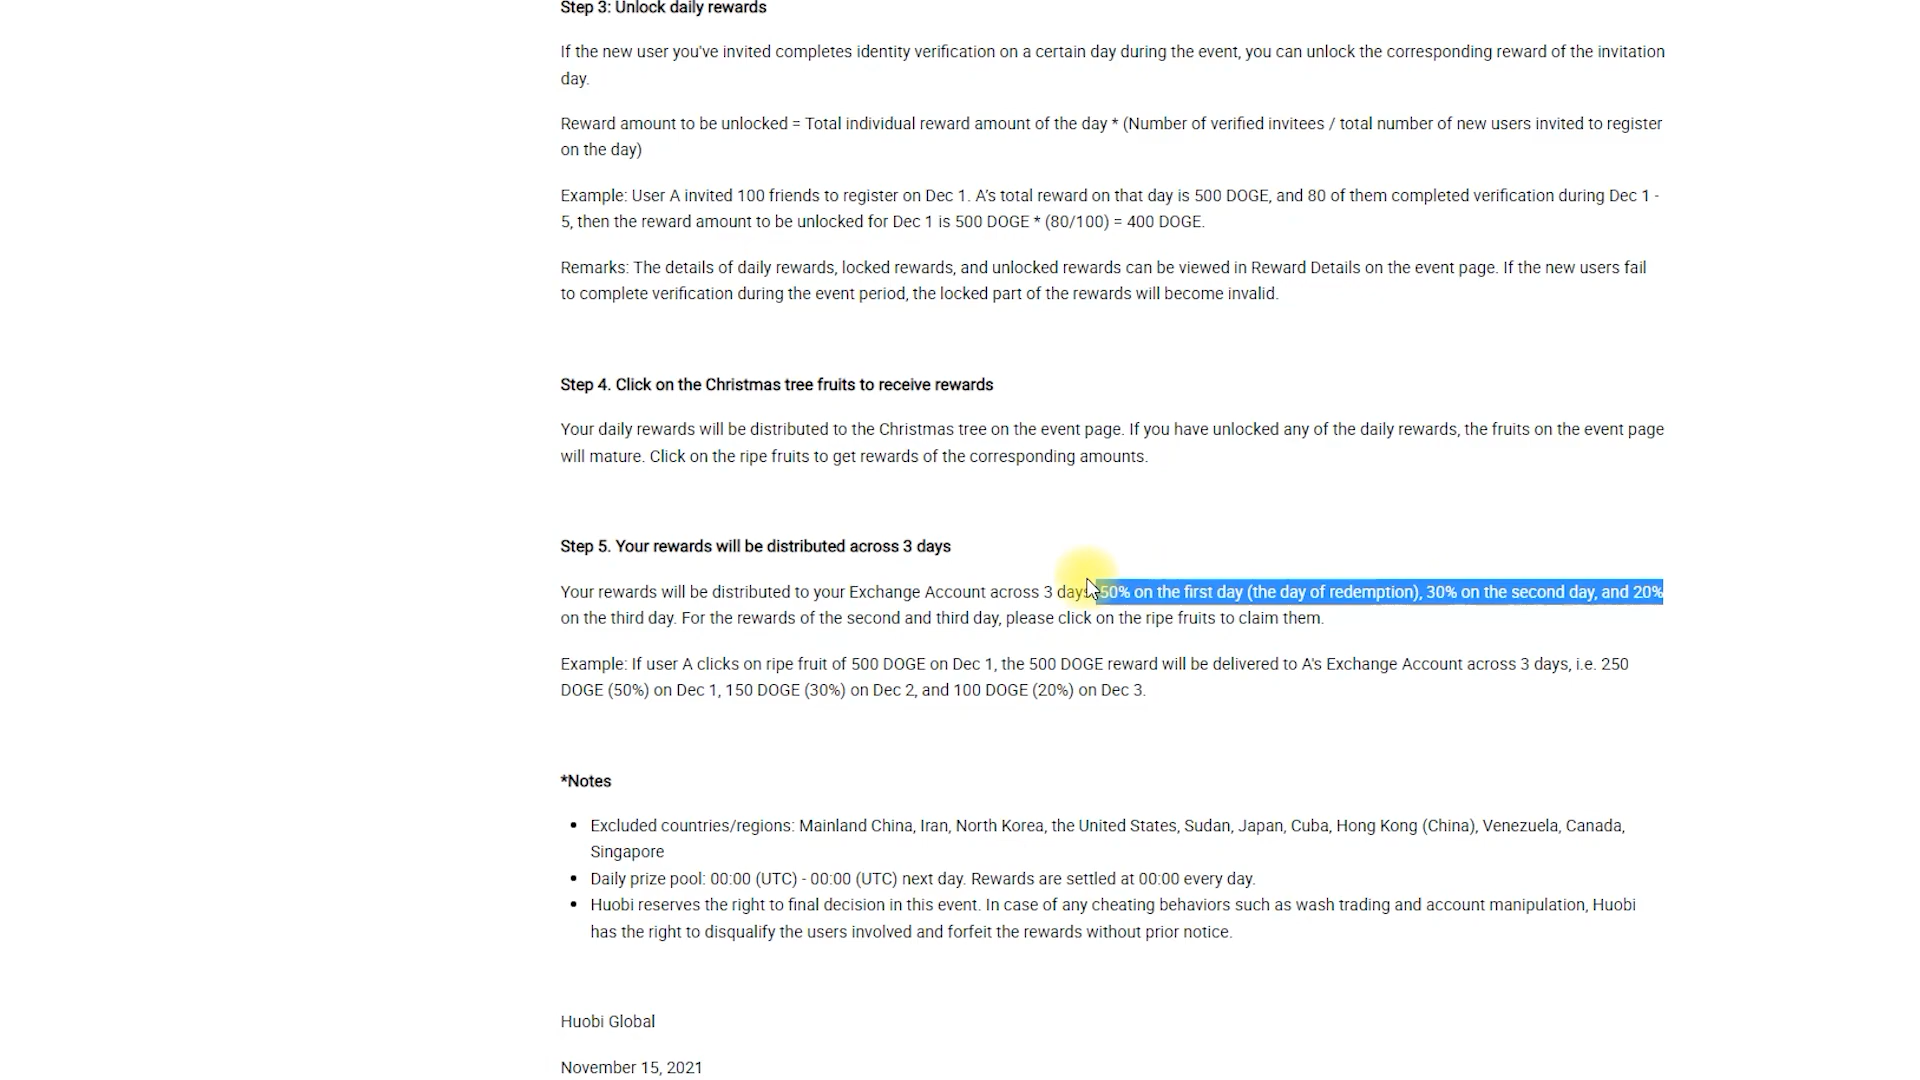 Step 3: Unlock daily rewards
If the new user you've invited completes identity verification on a certain day during the event, you can unlock the corresponding reward of the invitation
day.
Reward amount to be unlocked = Total individual reward amount of the day * (Number of verified invitees / total number of new users invited to register
on the day)
Example: User A invited 100 friends to register on Dec 1. A's total reward on that day is 500 DOGE, and 80 of them completed verification during Dec 1 -
5, then the reward amount to be unlocked for Dec 1 is 500 DOGE * (80/100) = 400 DOGE.
Remarks: The details of daily rewards, locked rewards, and unlocked rewards can be viewed in Reward Details on the event page. If the new users fail
to complete verification during the event period, the locked part of the rewards will become invalid.
Step 4. Click on the Christmas tree fruits to receive rewards
Your daily rewards will be distributed to the Christmas tree on the event page. If you have unlocked any of the daily rewards, the fruits on the event page
will mature. Click on the ripe fruits to get rewards of the corresponding amounts.
Step 5. Your rewards will be distributed across 3 days
Your rewards will be distributed to your Exchange Account across 3 days 50% on the first day (the day of redemption), 30% on the second day, and 20%
on the third day. For the rewards of the second and third day, please click on the ripe fruits to claim them.
Example: If user A clicks on ripe fruit of 500 DOGE on Dec 1, the 500 DOGE reward will be delivered to A's Exchange Account across 3 days, i.e. 250
DOGE (50%) on Dec 1, 150 DOGE (30%) on Dec 2, and 100 DOGE (20%) on Dec 3.
*Notes
• Excluded countries/regions: Mainland China, Iran, North Korea, the United States, Sudan, Japan, Cuba, Hong Kong (China), Venezuela, Canada,
Singapore
• Daily prize pool: 00:00 (UTC) - 00:00 (UTC) next day. Rewards are settled at 00:00 every day.
• Huobi reserves the right to final decision in this event. In case of any cheating behaviors such as wash trading and account manipulation, Huobi
has the right to disqualify the users involved and forfeit the rewards without prior notice.
Huobi Global
November 15, 2021